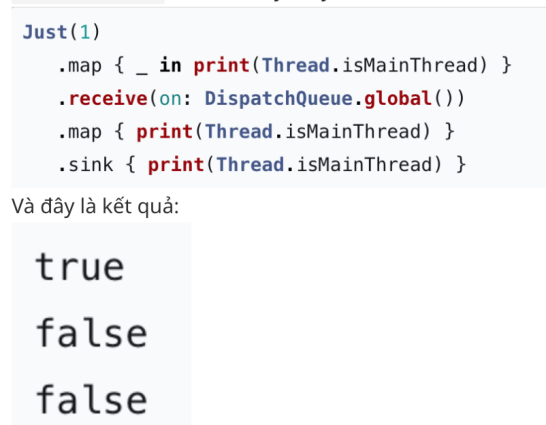 Just(1)
.map { _ in print(Thread.isMainThread) }
.receive(on: DispatchQueue.global())
.map { print(Thread.isMainThread) }
.sink { print(Thread.isMainThread) }
Và đây là kết quả:
true
false
false